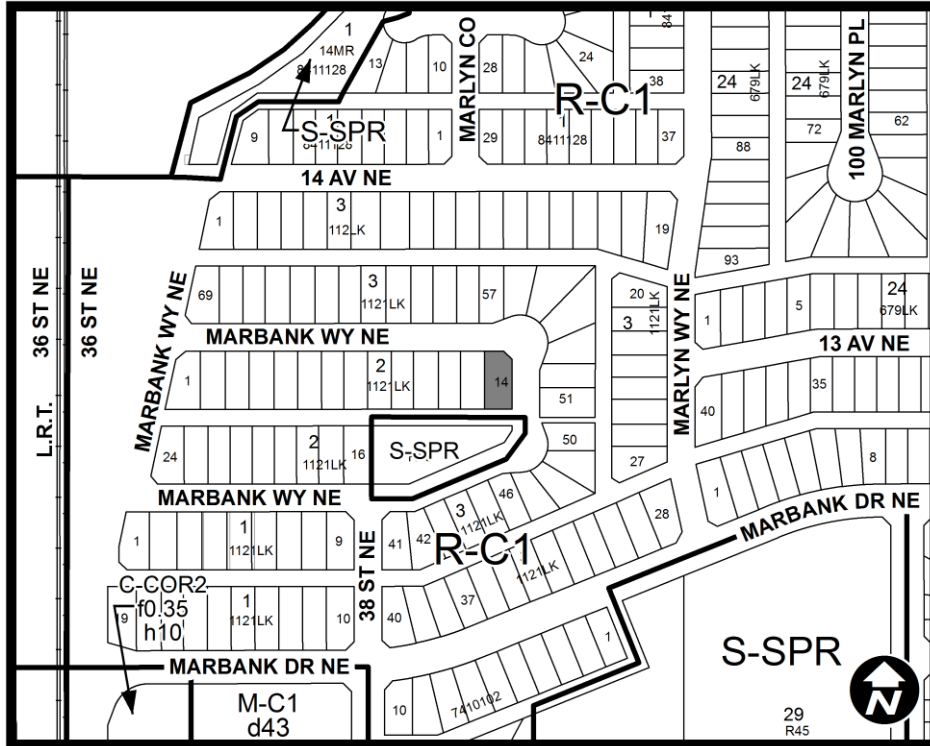 1
14MR
8411128
S-SPR
13
10
MARLYN CO
28
24
1
841
38
R-C1
24
679LK
88
93
24
679LK
72
100 MARLYN PL
62
9
1
8411128
1
29
1
8411128
37
14 AV NE
1
3
112LK
19
36 ST NE
36 ST NE
L.R.T.
MARBANK WY NE
69
3
1121LK
57
20
3
1121LK
27
MARLYN WY NE
1
5
24
679LK
13 AV NE
MARBANK WY NE
1
2
1121LK
14
51
40
35
24
2
1121LK
16
S-SPR
50
MARBANK WY NE
1
1
1121LK
9
38 ST NE
41
42
3
1121LK
46
R-C1
1121LK
28
1
8
MARBANK DR NE
C-COR2
f0.35
h10
19
1
1121LK
10
40
37
MARBANK DR NE
M-C1
d43
10
7410102
1
S-SPR
29
R45
N